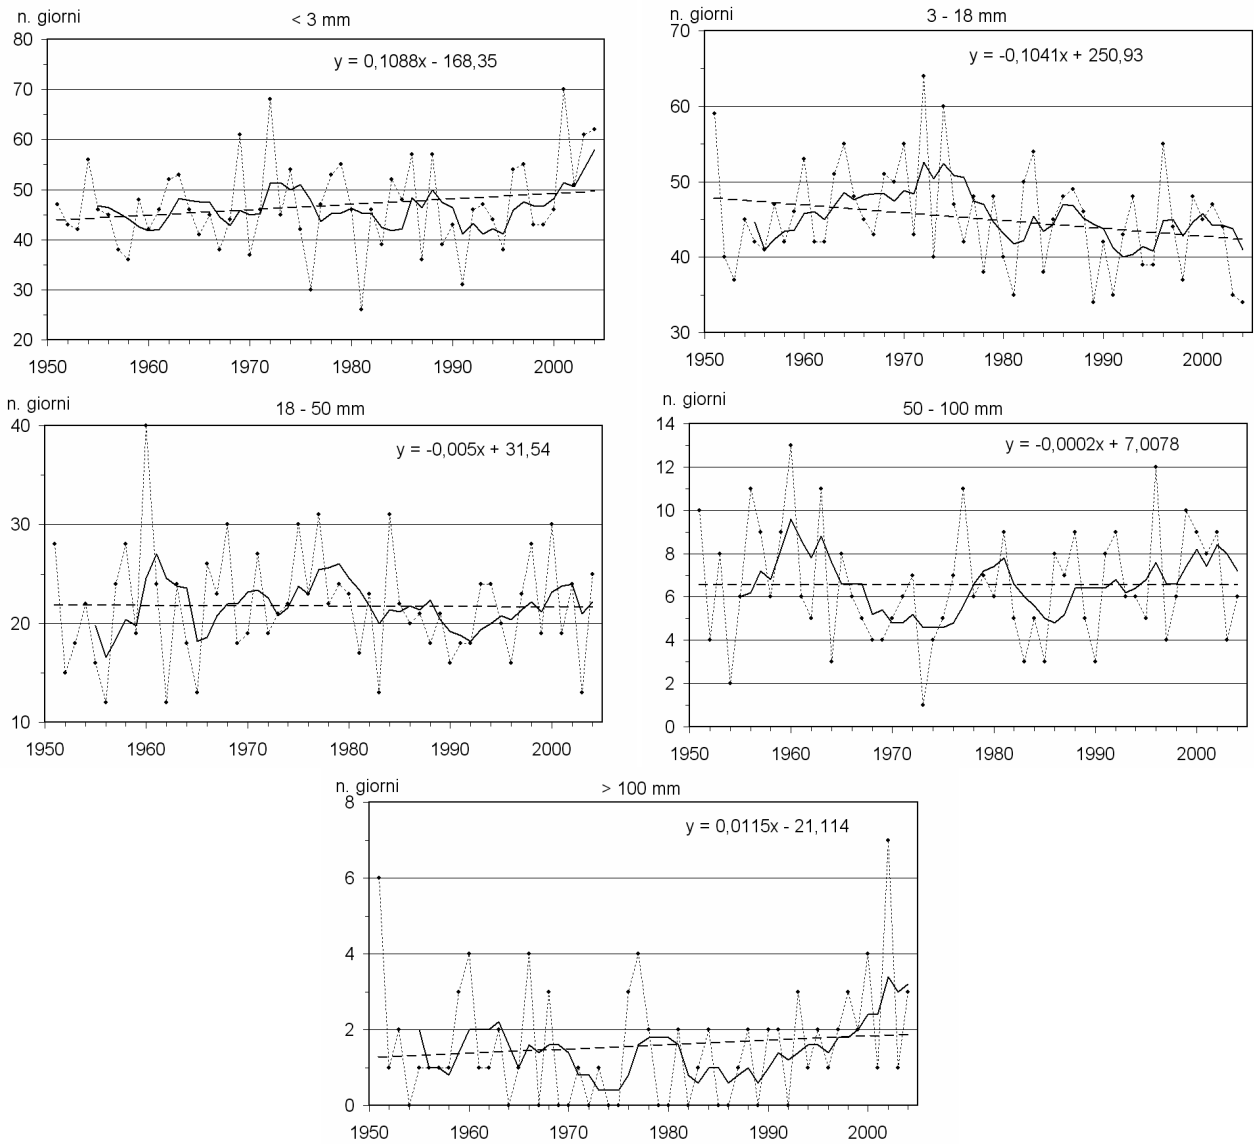 n. giorni
< 3 mm
y = 0,1088x - 168,35
80
70
60
50
40
30
20
1950 1960 1970 1980 1990 2000
n. giorni
3 - 18 mm
y = -0,1041x + 250,93
70
60
50
40
30
1950 1960 1970 1980 1990 2000
n. giorni
18 - 50 mm
y = -0,005x + 31,54
40
30
20
10
1950 1960 1970 1980 1990 2000
n. giorni
50 - 100 mm
y = -0,0002x + 7,0078
14
12
10
8
6
4
2
0
1950 1960 1970 1980 1990 2000
n. giorni
> 100 mm
y = 0,0115x - 21,114
8
6
4
2
0
1950 1960 1970 1980 1990 2000